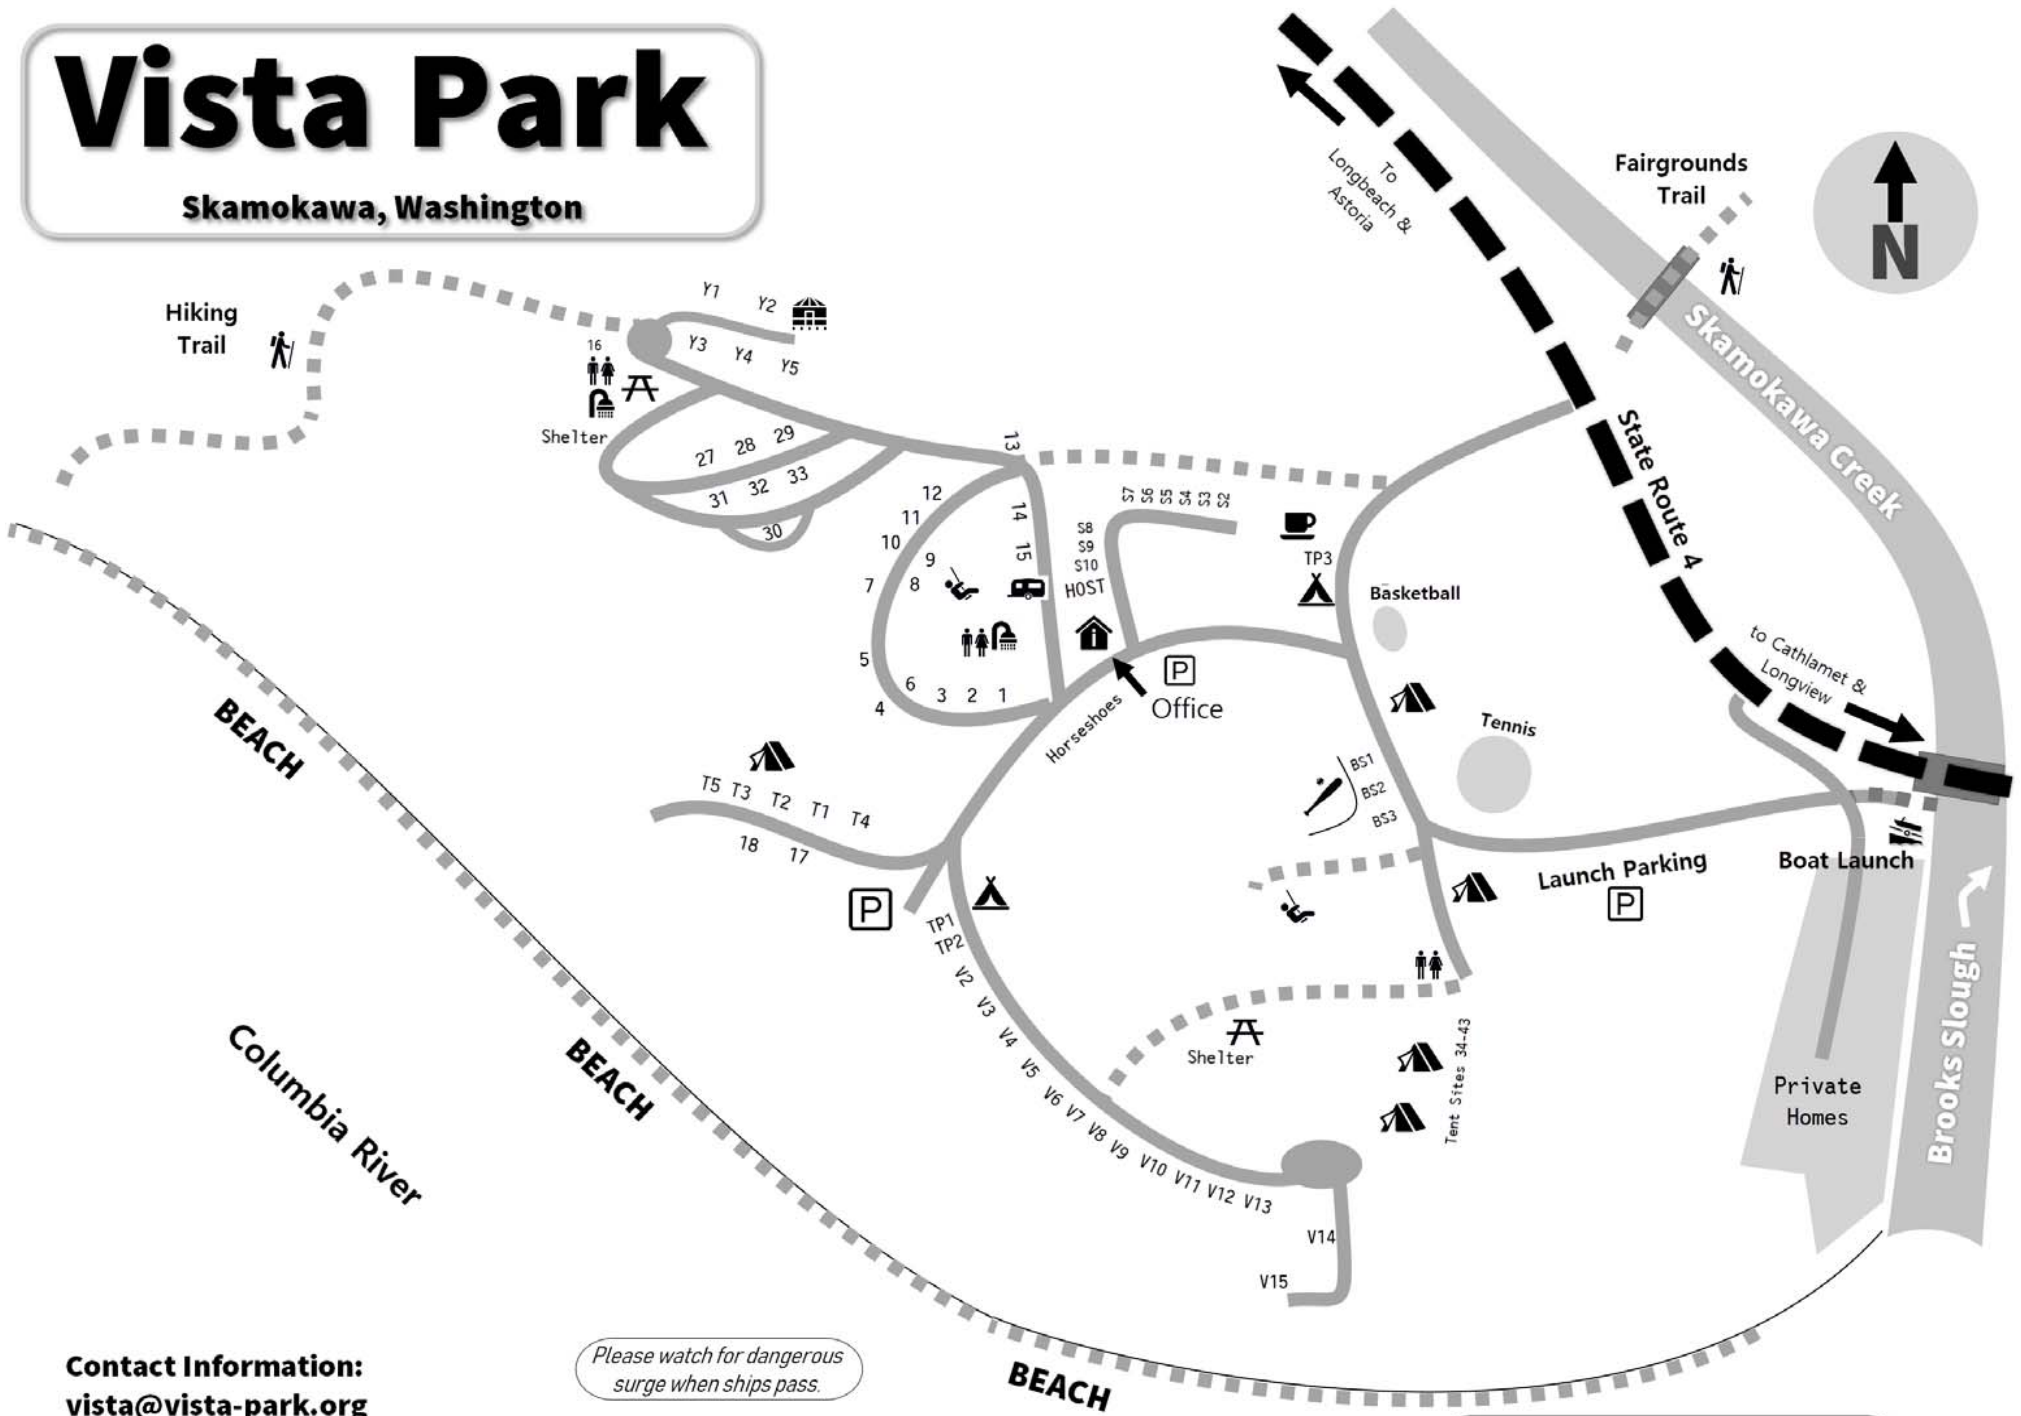 Vista Park
Skamokawa, Washington
To
Longbeach &
Astoria
Fairgrounds
Trail
N
Skamokawa Creek
State Route 4
to Cathlamet &
Longview
Hiking
Trail
Y1
Y2
Y3
Y4
Y5
16
Shelter
27
28
29
31
32
33
30
13
12
11
10
9
8
7
5
6
4
3
2
1
14
15
S8
S9
S10
HOST
S7
S6
S5
S4
S3
S2
TP3
Basketball
P
Office
Horseshoes
Tennis
BS1
BS2
BS3
T5
T3
T2
T1
T4
18
17
P
TP1
TP2
V2
V3
V4
V5
V6
V7
V8
V9
V10
V11
V12
V13
V14
V15
Launch Parking
P
Boat Launch
Shelter
Tent Sites 34-43
Private
Homes
Brooks Slough
BEACH
BEACH
BEACH
Columbia River
Contact Information:
vista@vista-park.org
Please watch for dangerous
surge when ships pass.